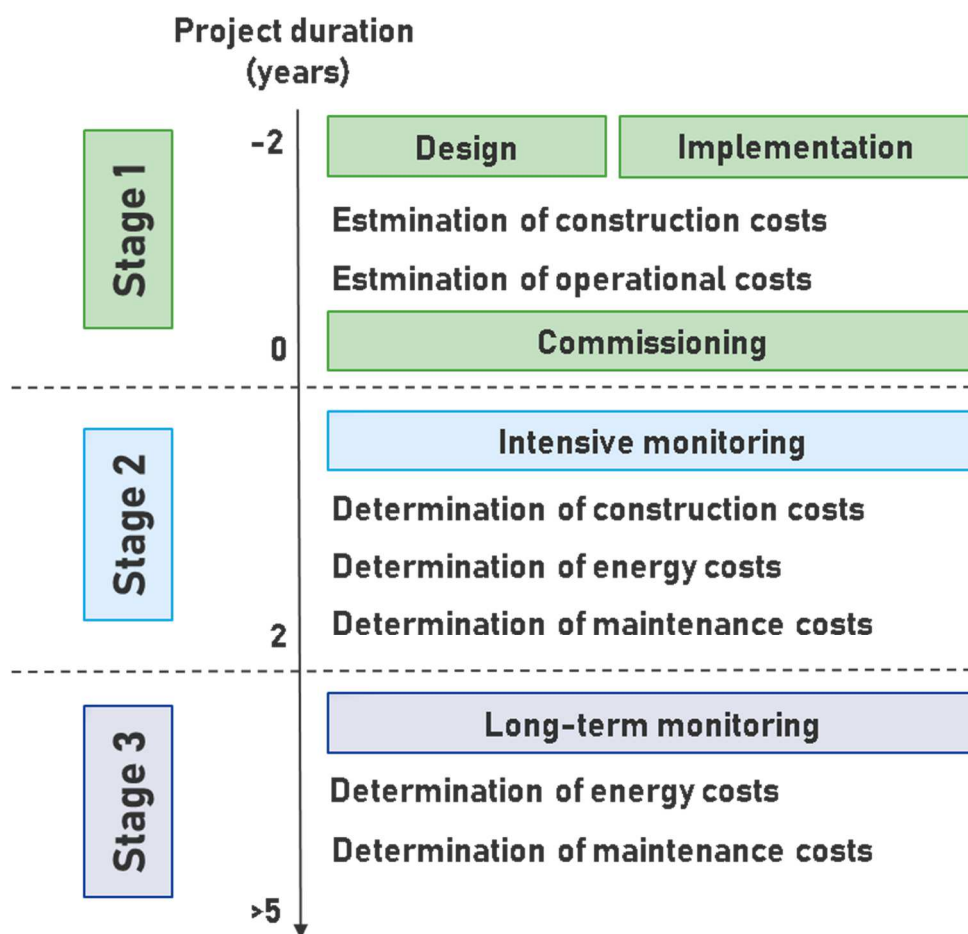 Project duration
(years)
Stage 1
-2
Design
Implementation
Estmination of construction costs
Estmination of operational costs
0
Commissioning
Stage 2
Intensive monitoring
Determination of construction costs
Determination of energy costs
2
Determination of maintenance costs
Stage 3
Long-term monitoring
Determination of energy costs
Determination of maintenance costs
>5